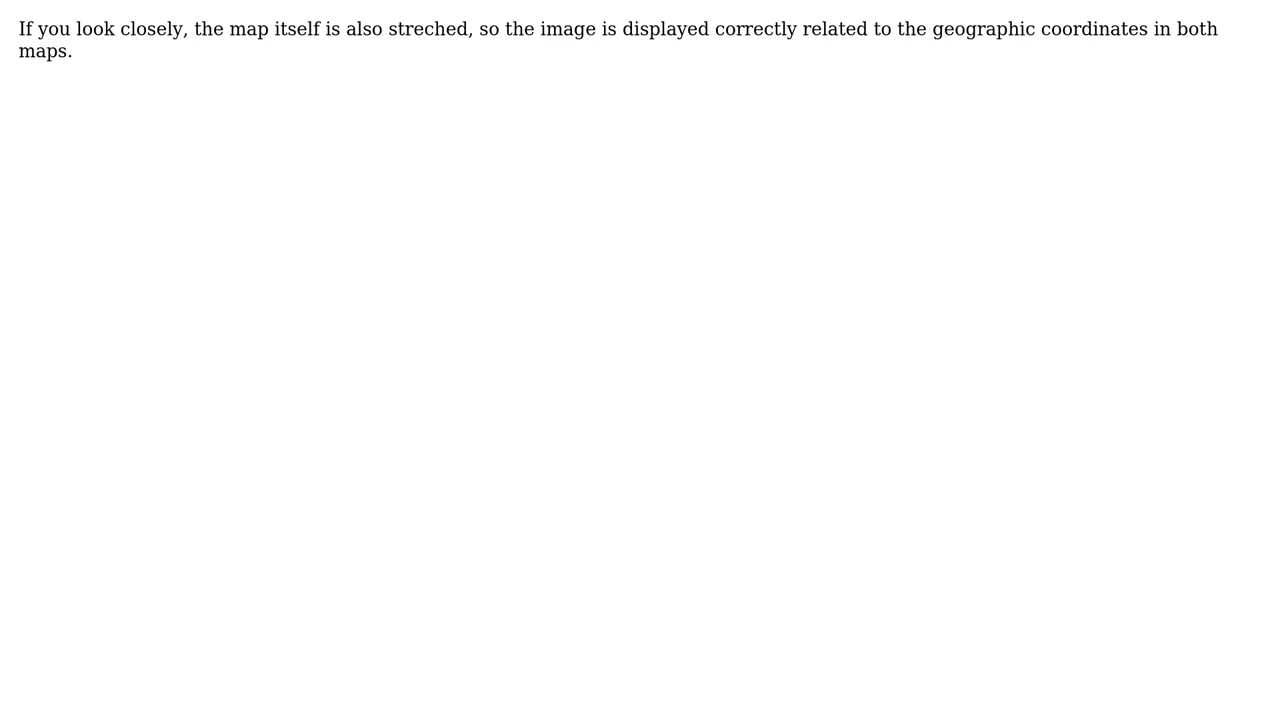 If you look closely, the map itself is also streched, so the image is displayed correctly related to the geographic coordinates in both
maps.